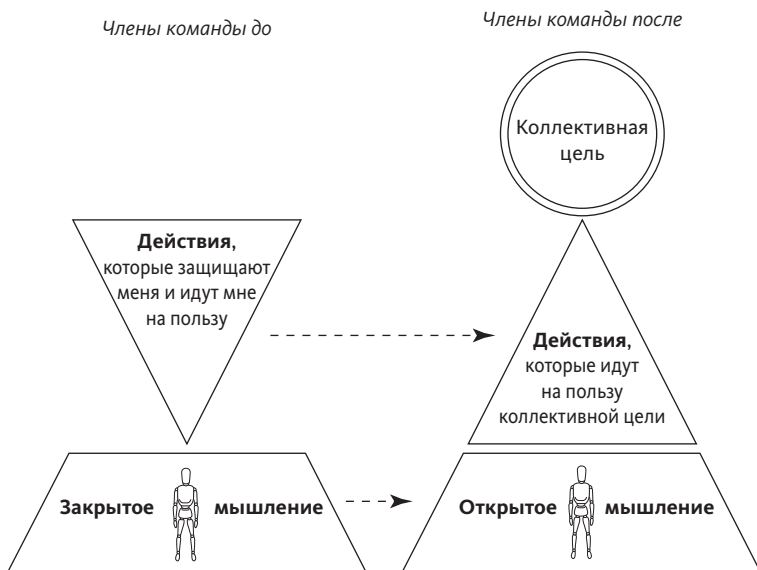 Члены команды до
Члены команды после
Коллективная
цель
Действия,
которые защищают
меня и идут мне
на пользу
Действия,
которые идут
на пользу
коллективной цели
Закрытое мышление
Открытое мышление